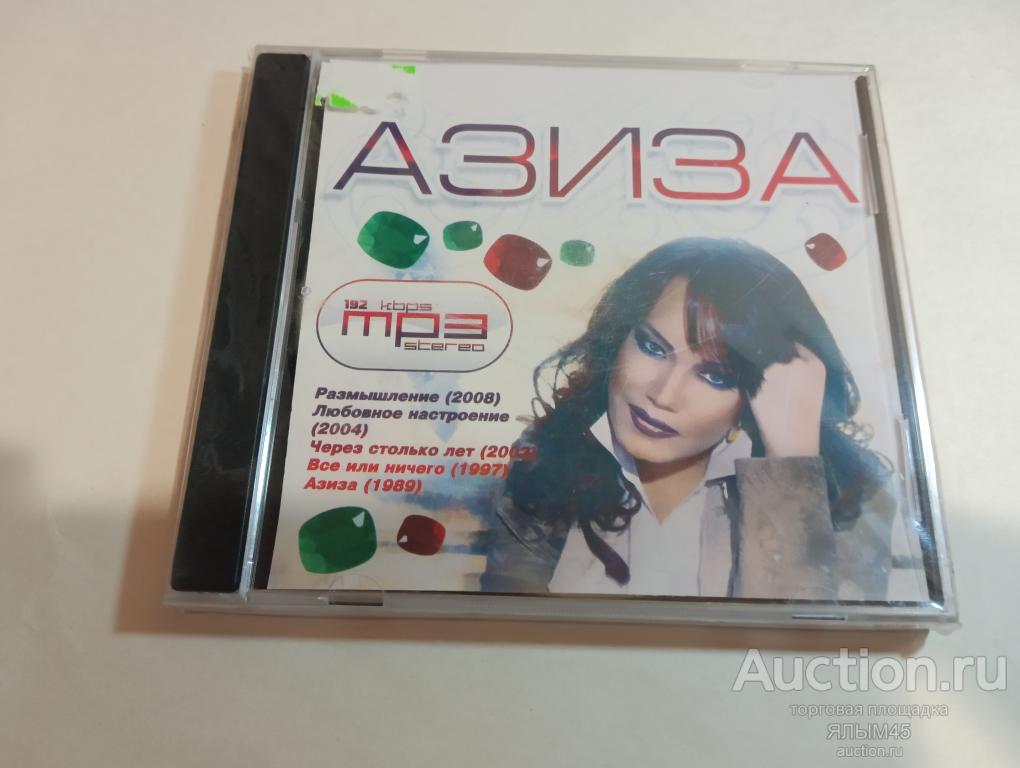 АЗИЗА
192 kbps
mp3
stereo
Размышление (2008)
Любовное настроение
(2004)
Через столько лет (2002)
Все или ничего (1997)
Азиза (1989)
Auction.ru
торговая площадка
ЯЛЫМ45
auction.ru